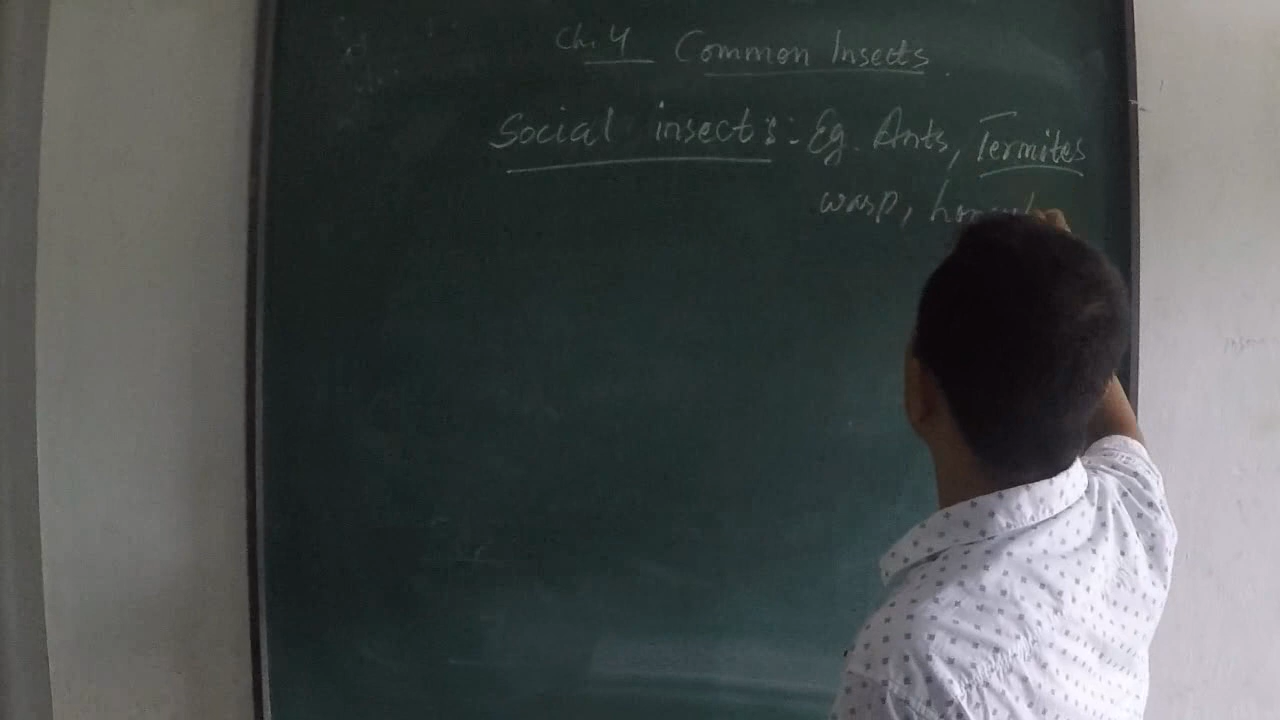 Ch. 4 Common Insects
Social insects:- Eg. Ants, Termites
wasp,